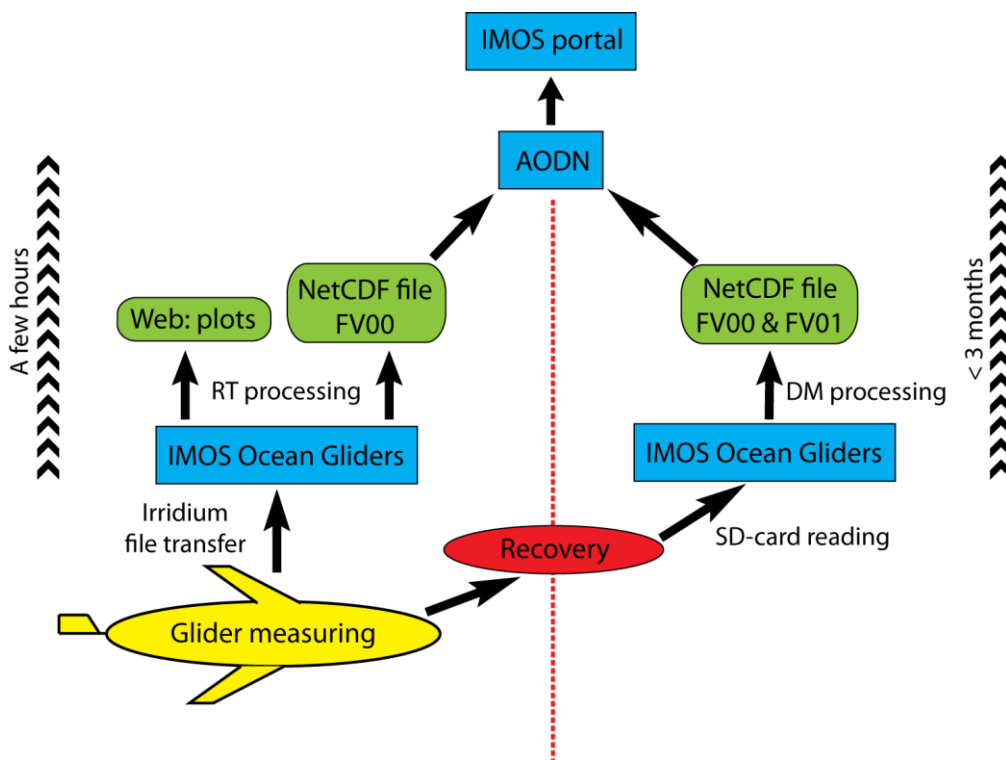 IMOS portal
AODN
A few hours
Web: plots
NetCDF file
FV00
NetCDF file
FV00 & FV01
< 3 months
RT processing
DM processing
IMOS Ocean Gliders
IMOS Ocean Gliders
Irridium
file transfer
Recovery
SD-card reading
Glider measuring